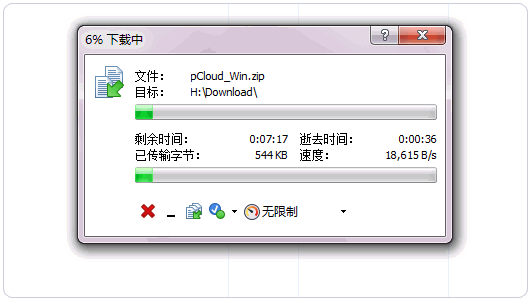 6% 下载中
文件： pCloud_Win.zip
目标： H:\Download\
剩余时间： 0:07:17 逝去时间： 0:00:36
已传输字节： 544 KB 速度： 18,615 B/s
无限制